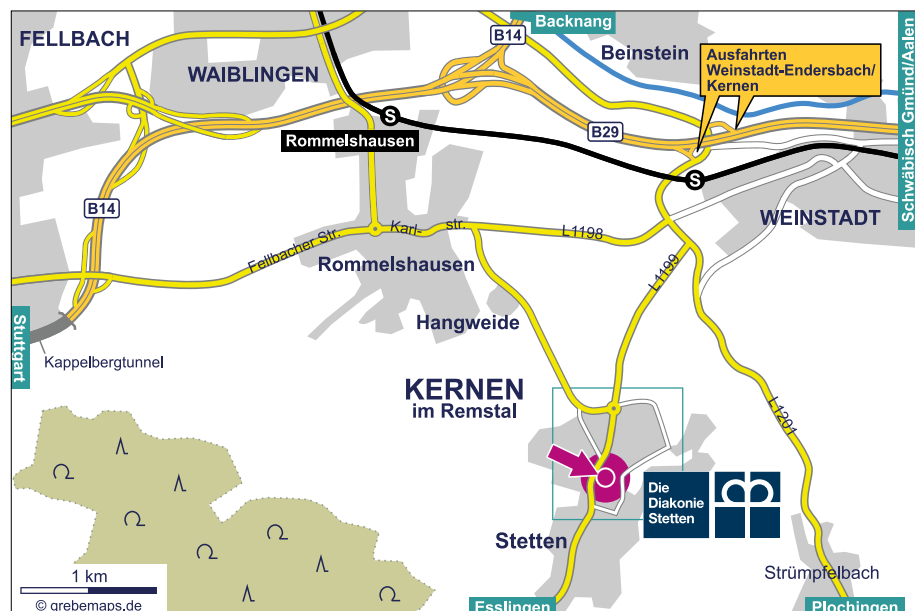 Backnang
B14
FELLBACH
Beinstein
Ausfahrten
Weinstadt-Endersbach/
Kernen
WAIBLINGEN
S
Rommelshausen
B29
Schwäbisch Gmünd/Aalen
S
B14
WEINSTADT
Fellbacher Str.
Karl-
str.
L1198
Rommelshausen
L1199
Stuttgart
Hangweide
Kappelbergtunnel
KERNEN
im Remstal
L1201
Die
Diakonie
Stetten
Stetten
Strümpfelbach
1 km
© grebemaps.de
Esslingen
Plochingen